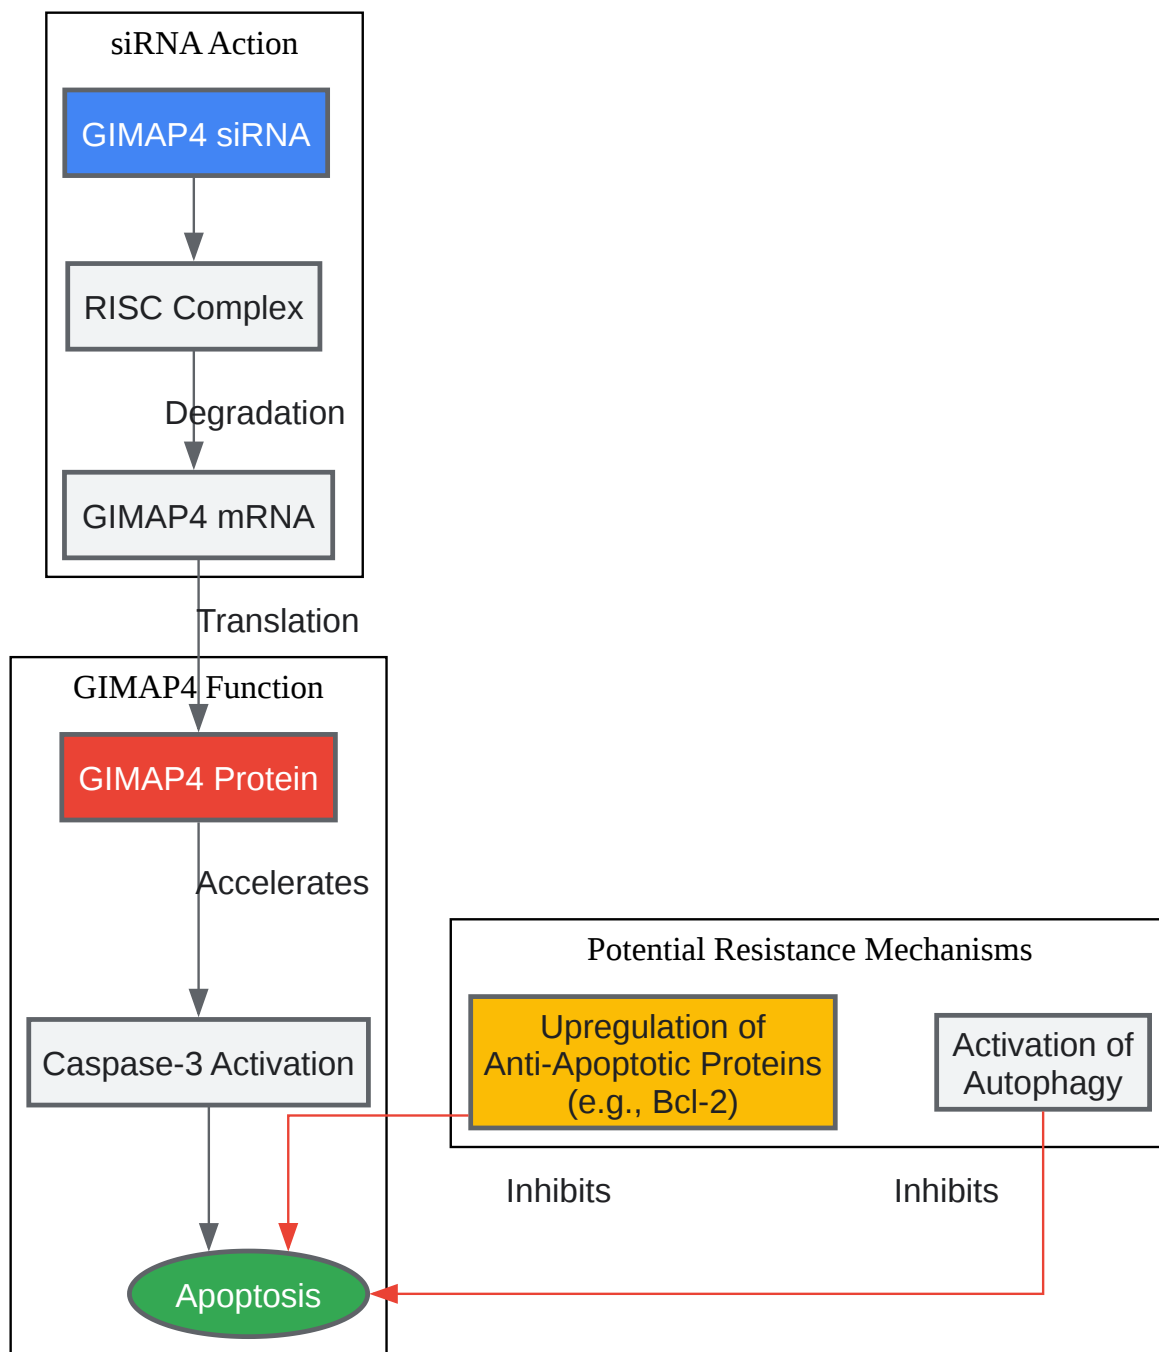 siRNA Action
GIMAP4 siRNA
RISC Complex
Degradation
GIMAP4 mRNA
Translation
GIMAP4 Function
GIMAP4 Protein
Accelerates
Caspase-3 Activation
Potential Resistance Mechanisms
Upregulation of
Anti-Apoptotic Proteins
(e.g., Bcl-2)
Activation of
Autophagy
Inhibits
Inhibits
Apoptosis